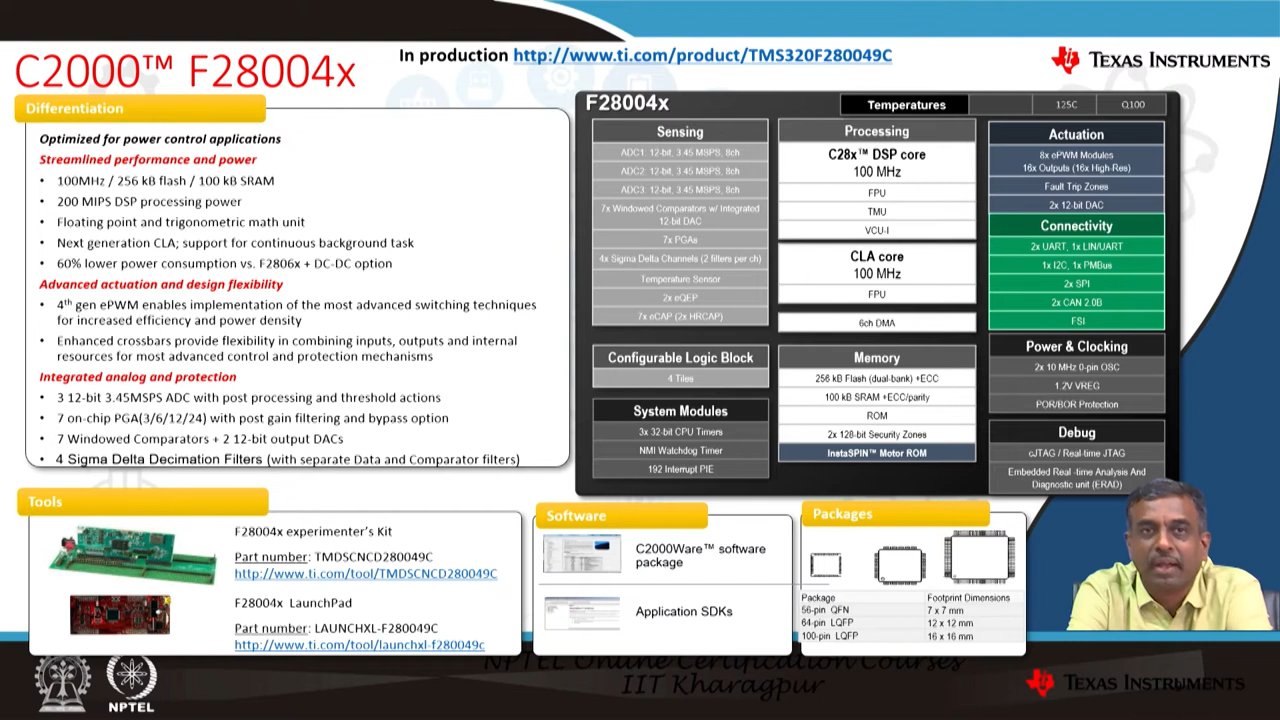 C2000™ F28004x
In production http://www.ti.com/product/TMS320F280049C
TEXAS INSTRUMENTS
Differentiation
Optimized for power control applications
Streamlined performance and power
• 100MHz / 256 kB flash / 100 kB SRAM
• 200 MIPS DSP processing power
• Floating point and trigonometric math unit
• Next generation CLA; support for continuous background task
• 60% lower power consumption vs. F2806x + DC-DC option
Advanced actuation and design flexibility
• 4th gen ePWM enables implementation of the most advanced switching techniques
for increased efficiency and power density
• Enhanced crossbars provide flexibility in combining inputs, outputs and internal
resources for most advanced control and protection mechanisms
Integrated analog and protection
• 3 12-bit 3.45MSPS ADC with post processing and threshold actions
• 7 on-chip PGA(3/6/12/24) with post gain filtering and bypass option
• 7 Windowed Comparators + 2 12-bit output DACs
• 4 Sigma Delta Decimation Filters (with separate Data and Comparator filters)
F28004x
Temperatures
125C
Q100
Sensing
ADC1: 12-bit, 3.45 MSPS, 8ch
ADC2: 12-bit, 3.45 MSPS, 8ch
ADC3: 12-bit, 3.45 MSPS, 8ch
7x Windowed Comparators w/ Integrated
12-bit DAC
7x PGAs
4x Sigma Delta Channels (2 filters per ch)
Temperature Sensor
2x eQEP
7x eCAP (2x HRCAP)
Configurable Logic Block
4 Tiles
System Modules
3x 32-bit CPU Timers
NMI Watchdog Timer
192 Interrupt PIE
Processing
C28x™ DSP core
100 MHz
FPU
TMU
VCU-I
CLA core
100 MHz
FPU
6ch DMA
Memory
256 kB Flash (dual-bank) +ECC
100 kB SRAM +ECC/parity
ROM
2x 128-bit Security Zones
InstaSPIN™ Motor ROM
Actuation
8x ePWM Modules
16x Outputs (16x High-Res)
Fault Trip Zones
2x 12-bit DAC
Connectivity
2x UART, 1x LIN/UART
1x I2C, 1x PMBus
2x SPI
2x CAN 2.0B
FSI
Power & Clocking
2x 10 MHz 0-pin OSC
1.2V VREG
POR/BOR Protection
Debug
cJTAG / Real-time JTAG
Embedded Real -time Analysis And
Diagnostic unit (ERAD)
Tools
F28004x experimenter's Kit
Part number: TMDSCNCD280049C
http://www.ti.com/tool/TMDSCNCD280049C
F28004x LaunchPad
Part number: LAUNCHXL-F280049C
http://www.ti.com/tool/launchxl-f280049c
Software
C2000Ware™ software
package
Application SDKs
Packages
Package Footprint Dimensions
56-pin QFN 7 x 7 mm
64-pin LQFP 12 x 12 mm
100-pin LQFP 16 x 16 mm
NPTEL Online Certification Courses
IIT Kharagpur
NPTEL
TEXAS INSTRUMENTS